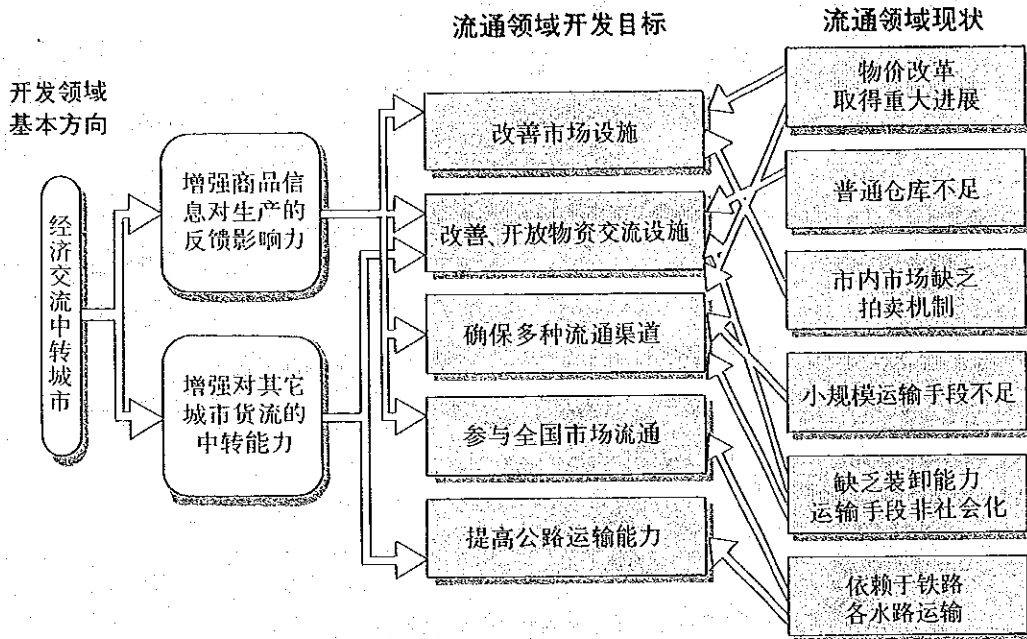 流通领域开发目标
流通领域现状
开发领域
基本方向
经济交流中转城市
增强商品信
息对生产的
反馈影响力
增强对其它
城市货流的
中转能力
改善市场设施
改善、开放物资交流设施
确保多种流通渠道
参与全国市场流通
提高公路运输能力
物价改革
取得重大进展
普通仓库不足
市内市场缺乏
拍卖机制
小规模运输手段不足
缺乏装卸能力
运输手段非社会化
依赖于铁路
各水路运输